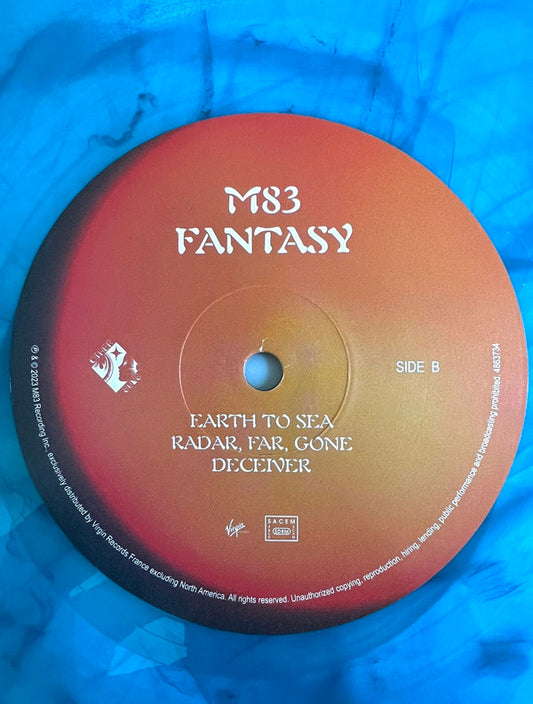 M83
FANTASY
SIDE B
EARTH TO SEA
RADAR, FAR, GONE
DECEIVER
Virgin
SACEM
SDRM
℗ & © 2023 M83 Recording Inc., exclusively distributed by Virgin Records France excluding North America. All rights reserved. Unauthorized copying, reproduction, hiring, lending, public performance and broadcasting prohibited. 4863734